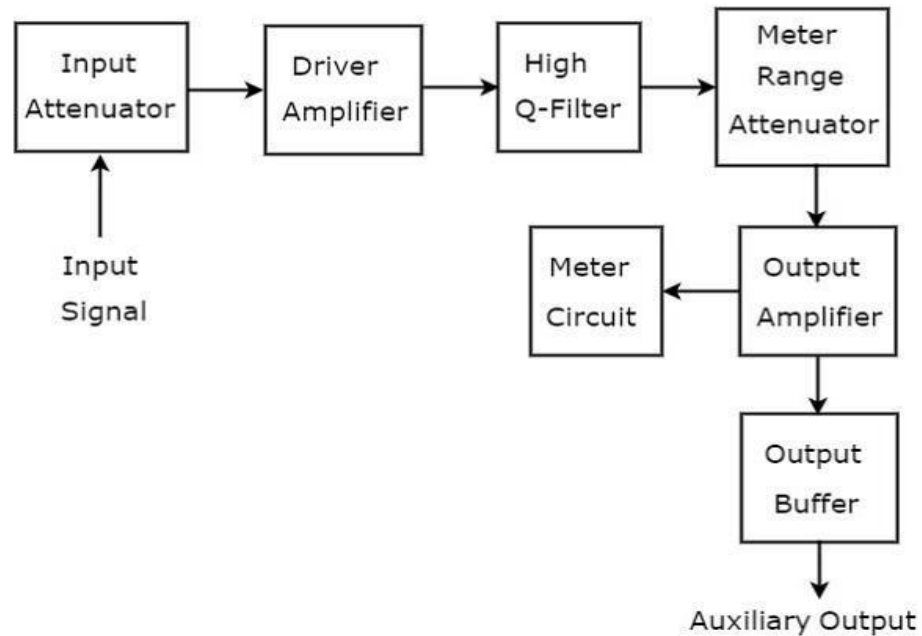 Input
Attenuator
Driver
Amplifier
High
Q-Filter
Meter
Range
Attenuator
Input
Signal
Meter
Circuit
Output
Amplifier
Output
Buffer
Auxiliary Output